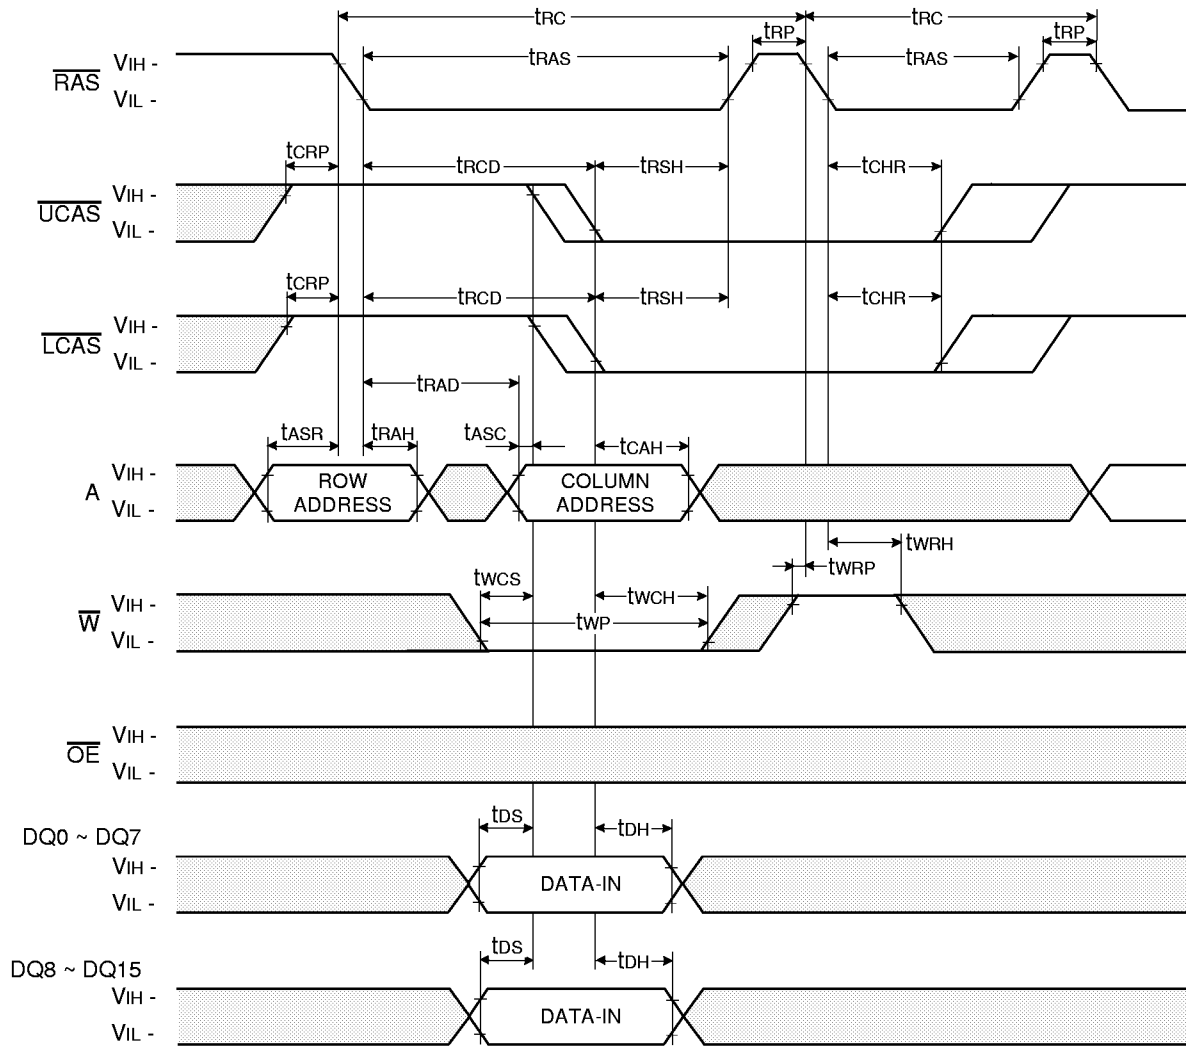 tRC tRC
tRP tRP
tRAS tRAS
RAS VIH -
VIL -
tCRP tRCD tRSH tCHR
UCAS VIH -
VIL -
tCRP tRCD tRSH tCHR
LCAS VIH -
VIL -
tRAD
tASR tRAH tASC tCAH
A VIH -
VIL -
ROW
ADDRESS
COLUMN
ADDRESS
tWRH
tWRP
tWCS tWCH
tWP
W VIH -
VIL -
OE VIH -
VIL -
tDS tDH
DQ0 ~ DQ7
VIH -
VIL -
DATA-IN
tDS tDH
DQ8 ~ DQ15
VIH -
VIL -
DATA-IN